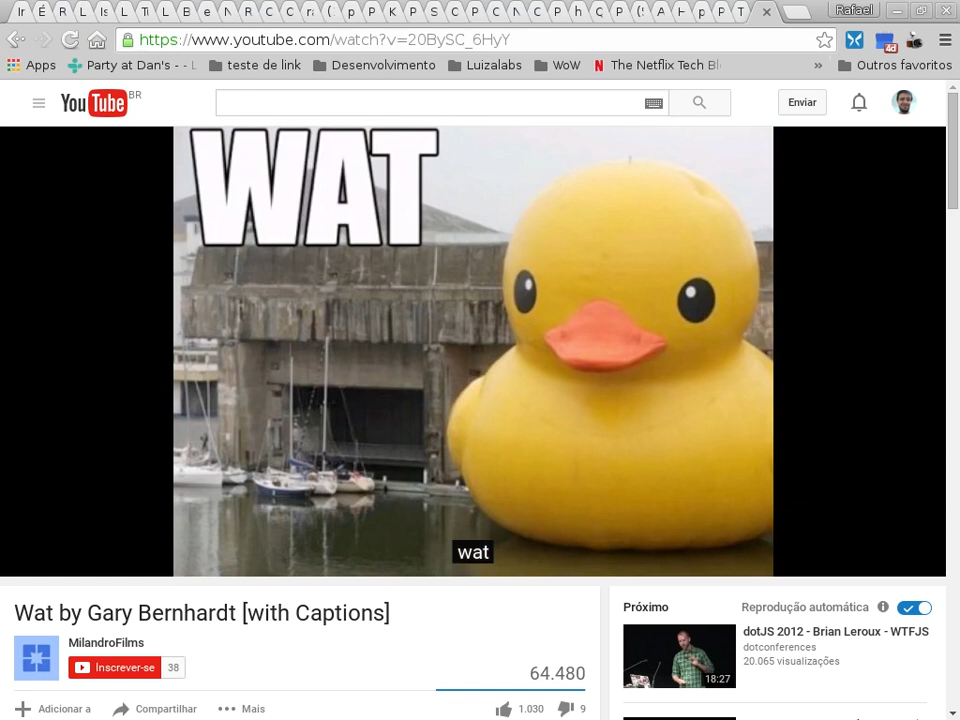 Rafael
https://www.youtube.com/watch?v=20BySC_6HyY
Apps Party at Dan's - - L teste de link Desenvolvimento Luizalabs WoW The Netflix Tech Bl » Outros favoritos
4d
YouTube BR
Enviar
WAT
wat
Wat by Gary Bernhardt [with Captions]
MilandroFilms
Inscrever-se 38
64.480
Adicionar a Compartilhar Mais 1.030 9
Próximo Reprodução automática
dotJS 2012 - Brian Leroux - WTFJS
dotconferences
20.065 visualizações
18:27